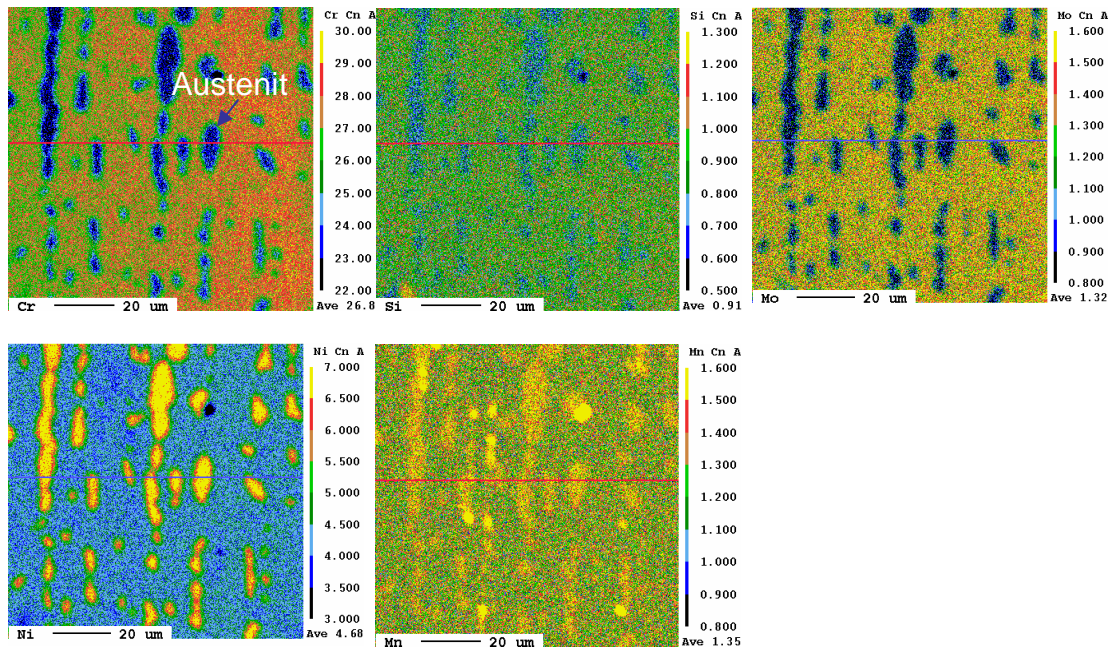 Cr Cn A
30.00
29.00
28.00
27.00
26.00
25.00
24.00
23.00
22.00
Ave 26.8
Austenit
Cr
20 um
Si Cn A
1.300
1.200
1.100
1.000
0.900
0.800
0.700
0.600
0.500
Ave 0.91
Si
20 um
Mo Cn A
1.600
1.500
1.400
1.300
1.200
1.100
1.000
0.900
0.800
Ave 1.32
Mo
20 um
Ni Cn A
7.000
6.500
6.000
5.500
5.000
4.500
4.000
3.500
3.000
Ave 4.68
Ni
20 um
Mn Cn A
1.600
1.500
1.400
1.300
1.200
1.100
1.000
0.900
0.800
Ave 1.35
Mn
20 um